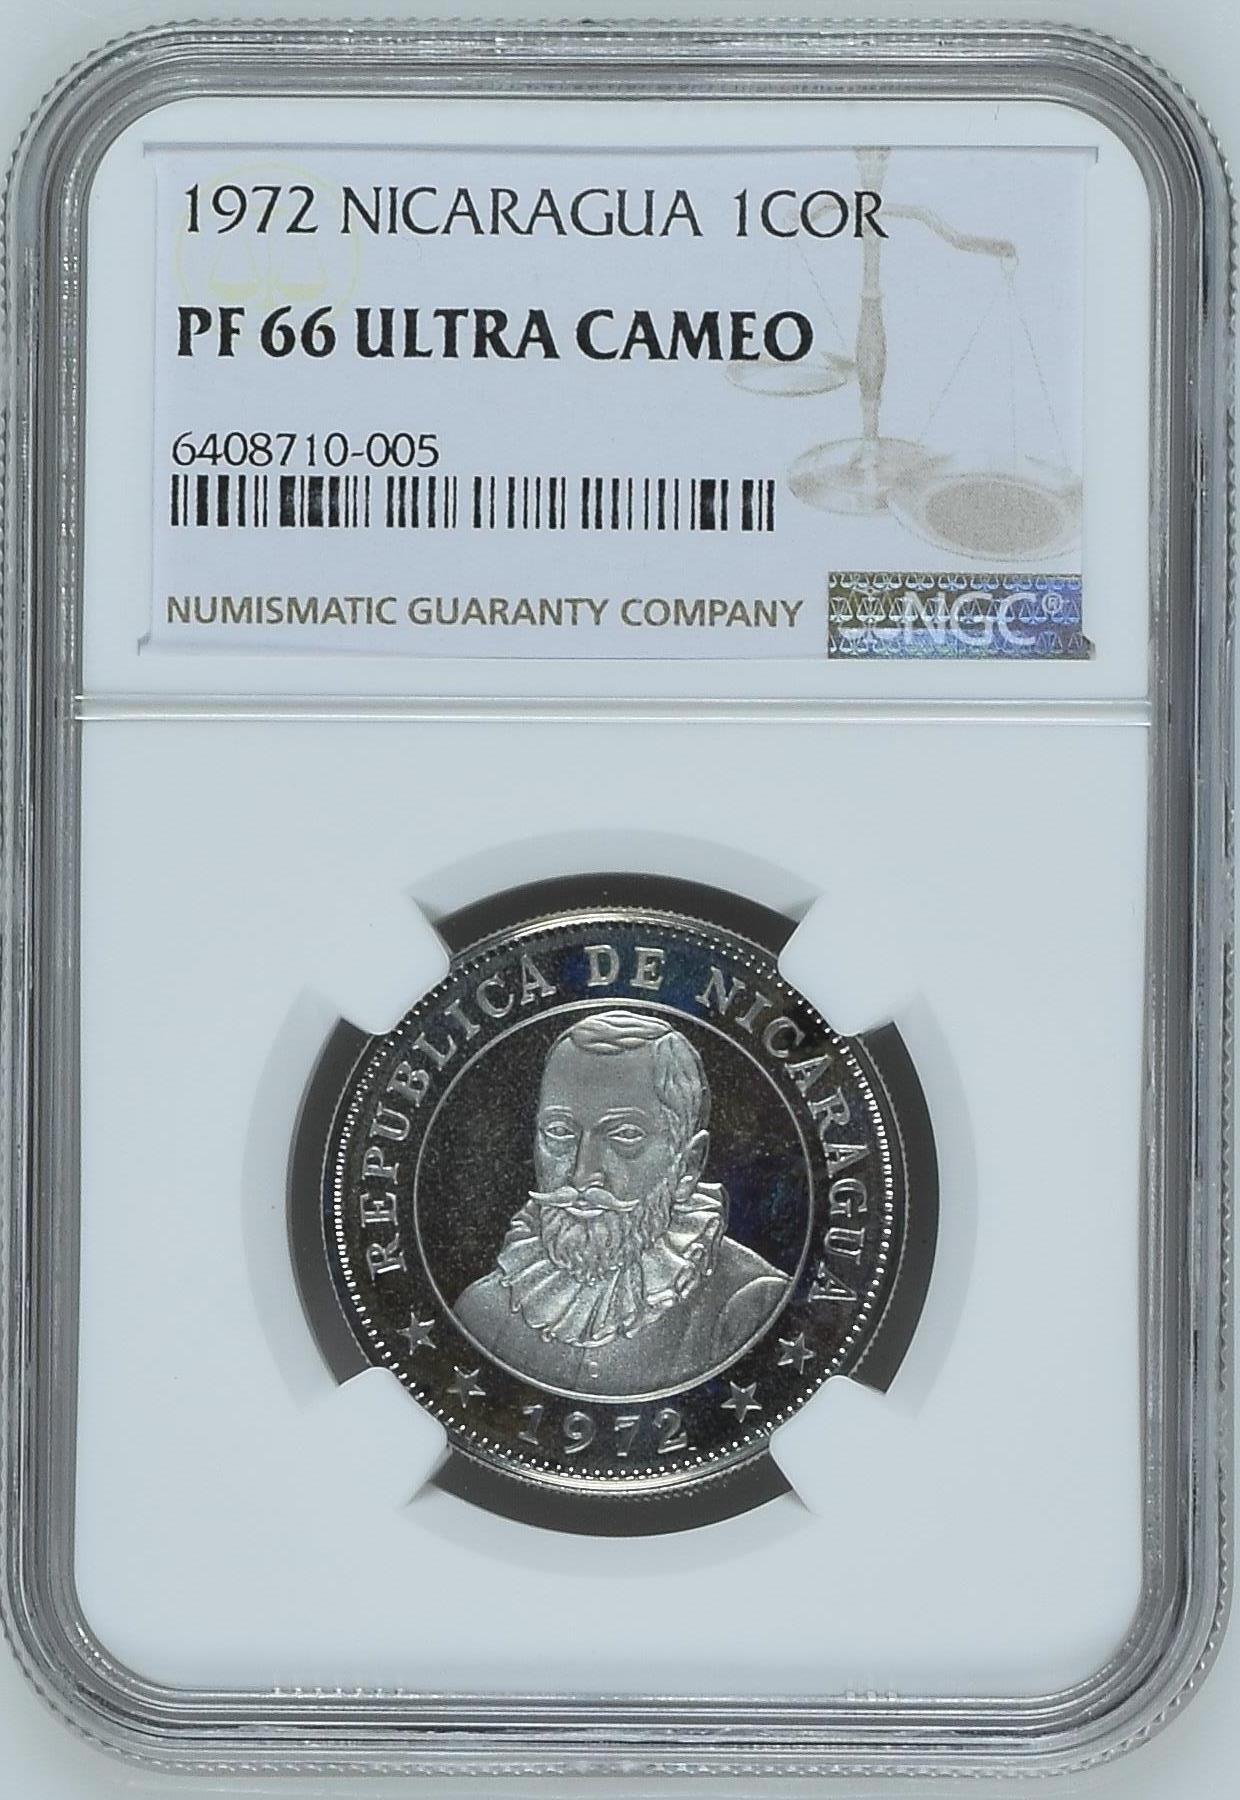 1972 NICARAGUA 1COR
PF 66 ULTRA CAMEO
6408710-005
NUMISMATIC GUARANTY COMPANY
NGC®
REPUBLICA DE NICARAGUA
1972